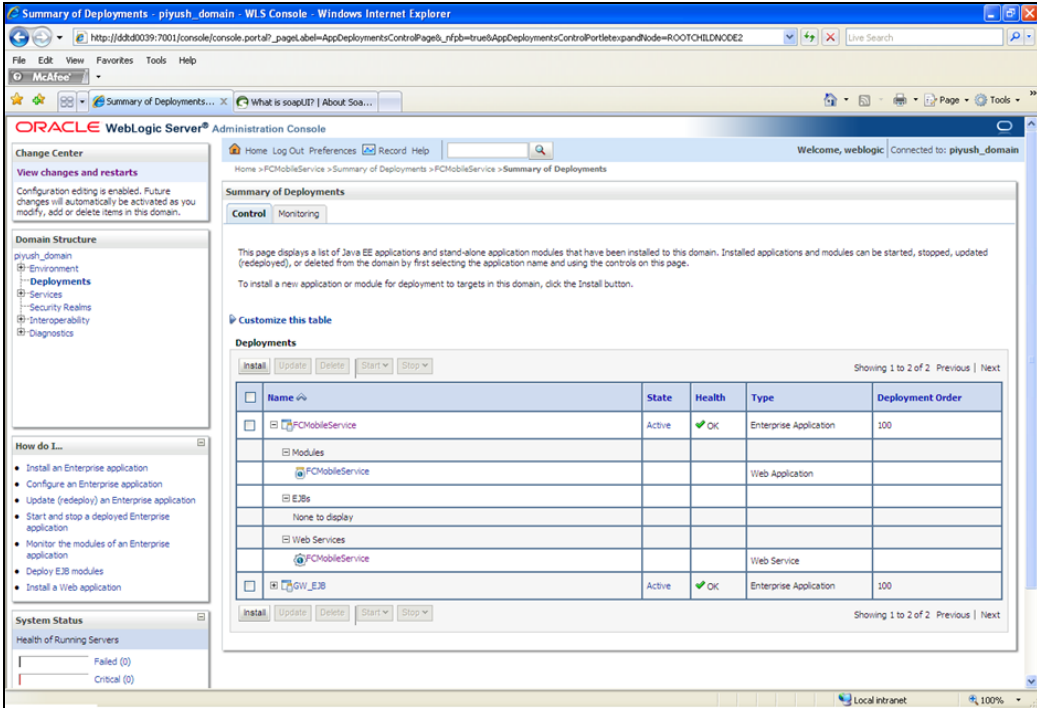 Summary of Deployments - piyush_domain - WLS Console - Windows Internet Explorer
http://ddtd0039:7001/console/console.portal?_pageLabel=AppDeploymentsControlPage&_nfpb=true&AppDeploymentsControlPortletexpandNode=ROOTCHILDNODE2
Live Search
File Edit View Favorites Tools Help
McAfee
Summary of Deployments... X What is soapUI? | About Soa...
Page Tools
ORACLE WebLogic Server® Administration Console
Change Center
View changes and restarts
Configuration editing is enabled. Future
changes will automatically be activated as you
modify, add or delete items in this domain.
Domain Structure
piyush_domain
Environment
Deployments
Services
Security Realms
Interoperability
Diagnostics
How do I...
Install an Enterprise application
Configure an Enterprise application
Update (redeploy) an Enterprise application
Start and stop a deployed Enterprise
application
Monitor the modules of an Enterprise
application
Deploy EJB modules
Install a Web application
System Status
Health of Running Servers
Failed (0)
Critical (0)
Home Log Out Preferences Record Help
Welcome, weblogic Connected to: piyush_domain
Home >FCMobileService >Summary of Deployments >FCMobileService >Summary of Deployments
Summary of Deployments
Control Monitoring
This page displays a list of Java EE applications and stand-alone application modules that have been installed to this domain. Installed applications and modules can be started, stopped, updated
(redeployed), or deleted from the domain by first selecting the application name and using the controls on this page.
To install a new application or module for deployment to targets in this domain, click the Install button.
Customize this table
Deployments
Install Update Delete Start Stop Showing 1 to 2 of 2 Previous | Next
Name State Health Type Deployment Order
FCMobileService Active OK Enterprise Application 100
Modules
FCMobileService Web Application
EJBs
None to display
Web Services
FCMobileService Web Service
GW_EJB Active OK Enterprise Application 100
Install Update Delete Start Stop Showing 1 to 2 of 2 Previous | Next
Local intranet 100%